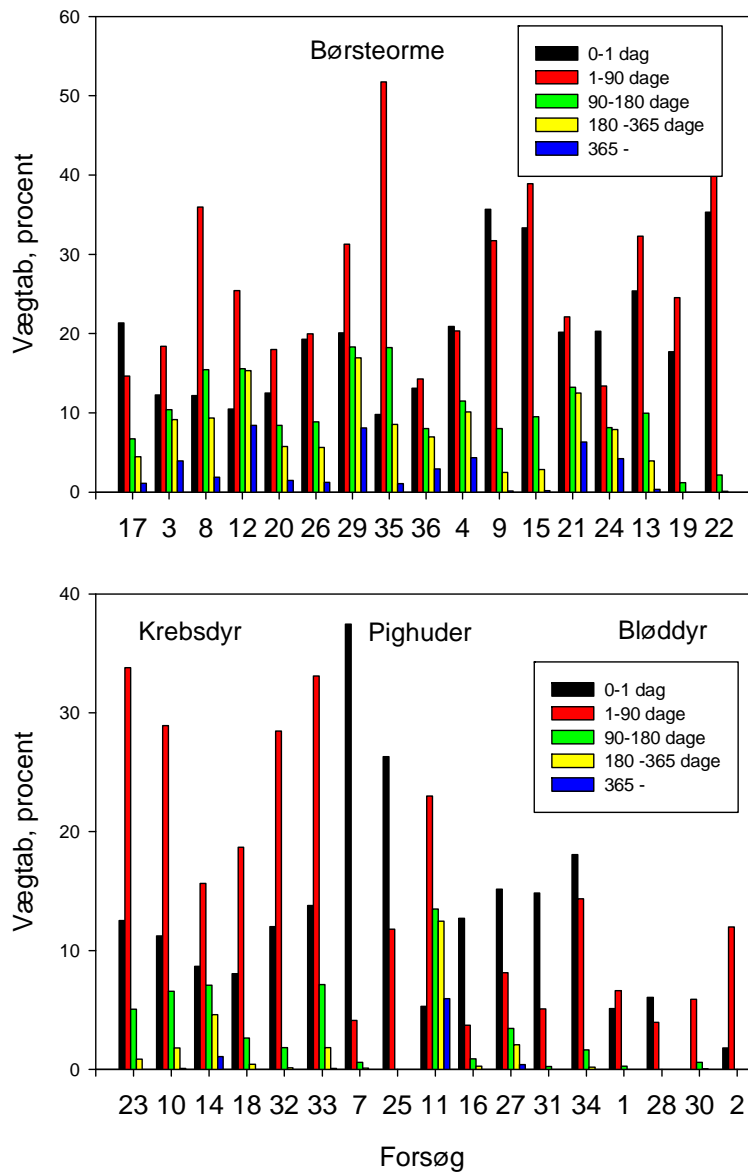 60
50
40
30
20
10
0
Vægtab, procent
Børsteorme
0-1 dag
1-90 dage
90-180 dage
180 -365 dage
365 -
17 3 8 12 20 26 29 35 36 4 9 15 21 24 13 19 22
40
30
20
10
0
Vægtab, procent
Krebsdyr Pighuder Bløddyr
0-1 dag
1-90 dage
90-180 dage
180 -365 dage
365 -
23 10 14 18 32 33 7 25 11 16 27 31 34 1 28 30 2
Forsøg